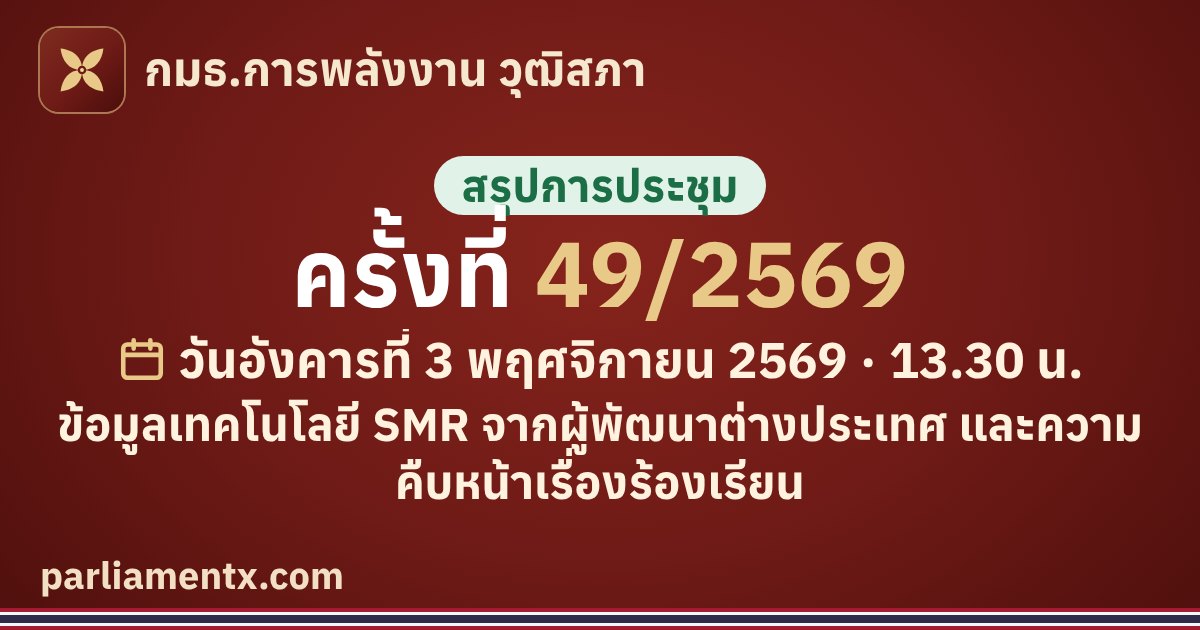 กมธ.การพลังงาน วุฒิสภา
สรุปการประชุม
ครั้งที่ 49/2569
วันอังคารที่ 3 พฤศจิกายน 2569 · 13.30 น.
ข้อมูลเทคโนโลยี SMR จากผู้พัฒนาต่างประเทศ และความ
คืบหน้าเรื่องร้องเรียน
parliamentx.com